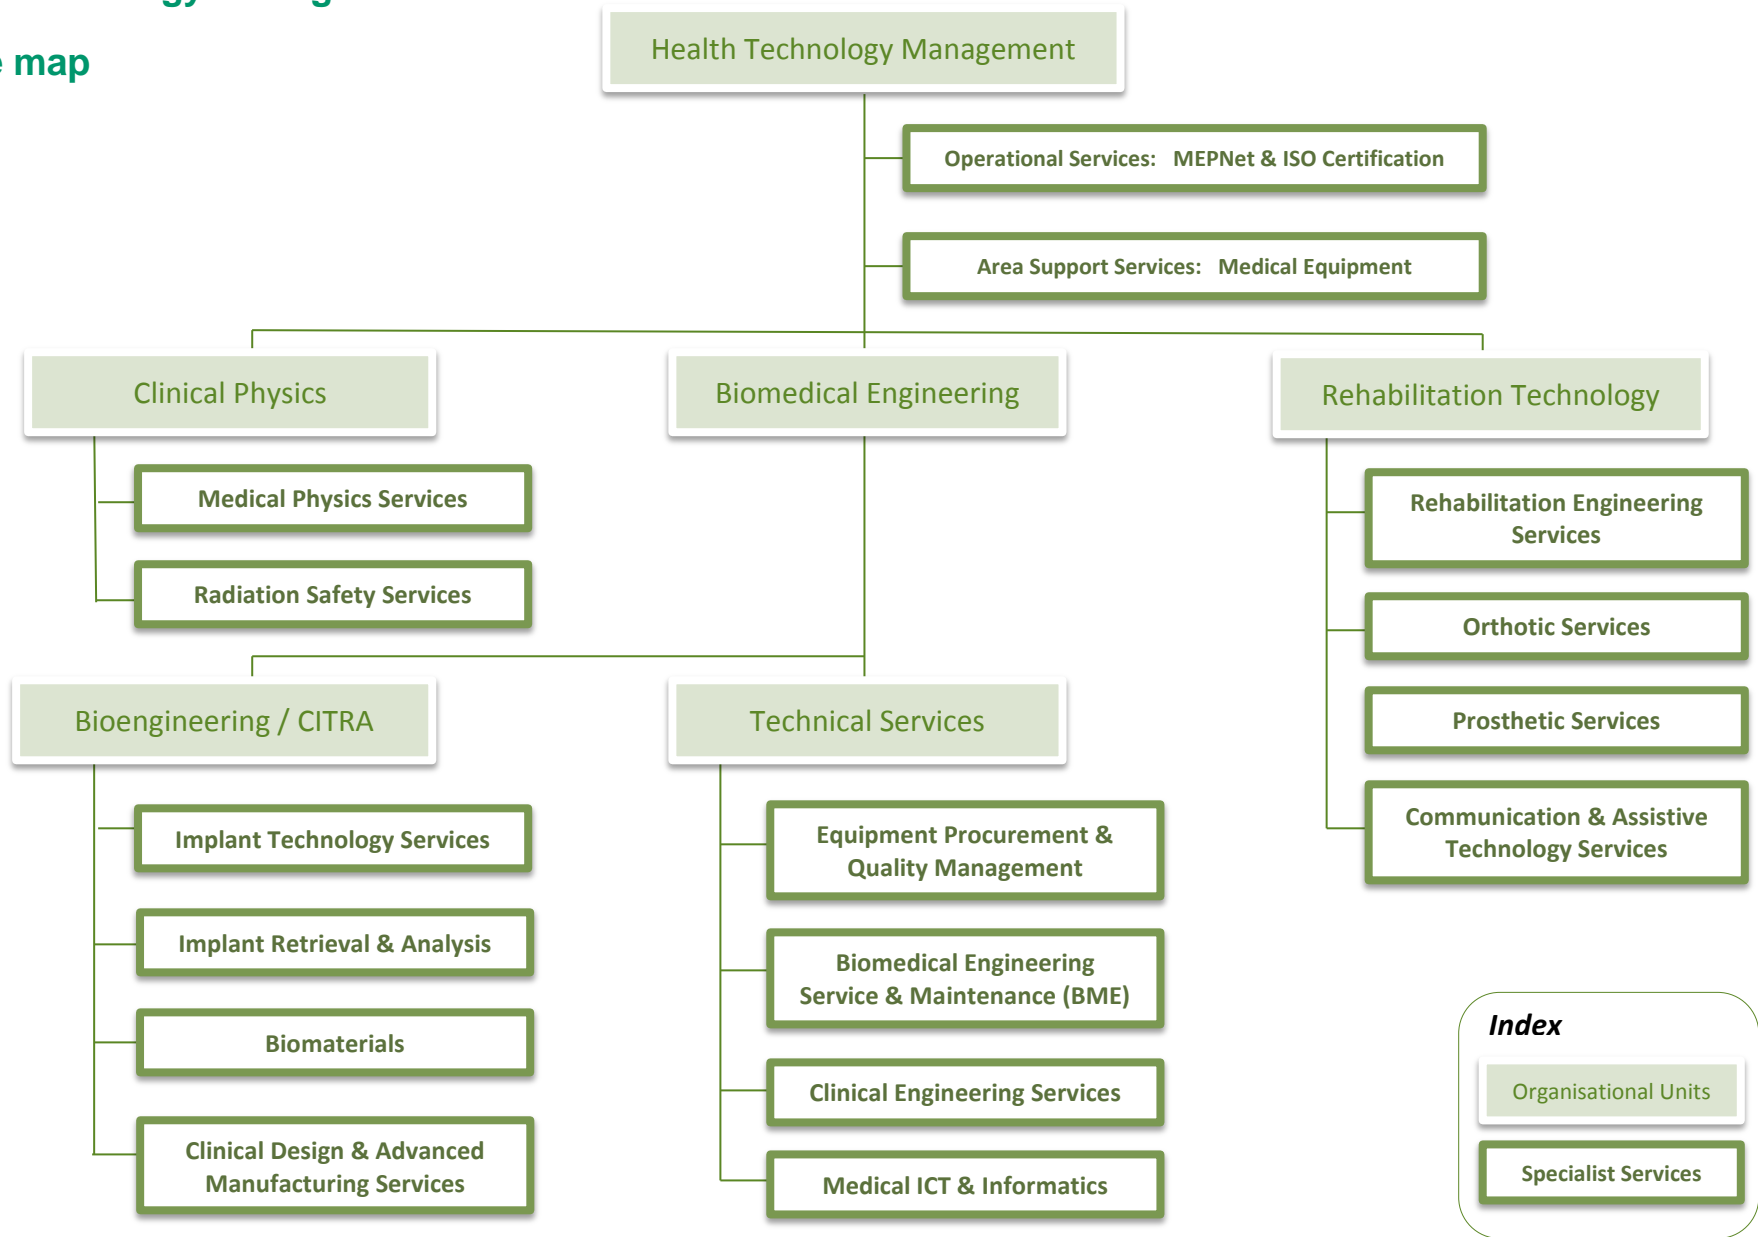 map
Health Technology Management
Operational Services: MEPNet & ISO Certification
Area Support Services: Medical Equipment
Clinical Physics
Biomedical Engineering
Rehabilitation Technology
Medical Physics Services
Radiation Safety Services
Rehabilitation Engineering
Services
Orthotic Services
Prosthetic Services
Communication & Assistive
Technology Services
Bioengineering / CITRA
Technical Services
Implant Technology Services
Implant Retrieval & Analysis
Biomaterials
Clinical Design & Advanced
Manufacturing Services
Equipment Procurement &
Quality Management
Biomedical Engineering
Service & Maintenance (BME)
Clinical Engineering Services
Medical ICT & Informatics
Index
Organisational Units
Specialist Services